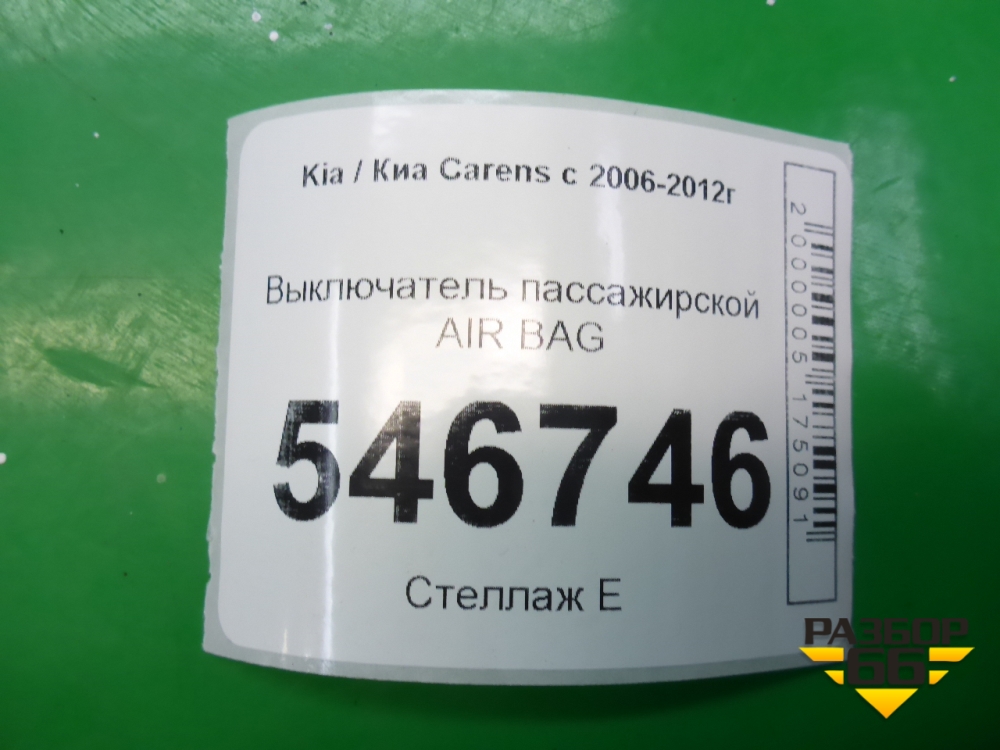 Kia / Киа Carens с 2006-2012г
Выключатель пассажирской
AIR BAG
546746
Стеллаж Е
2000005175091
РАЗБОР
66